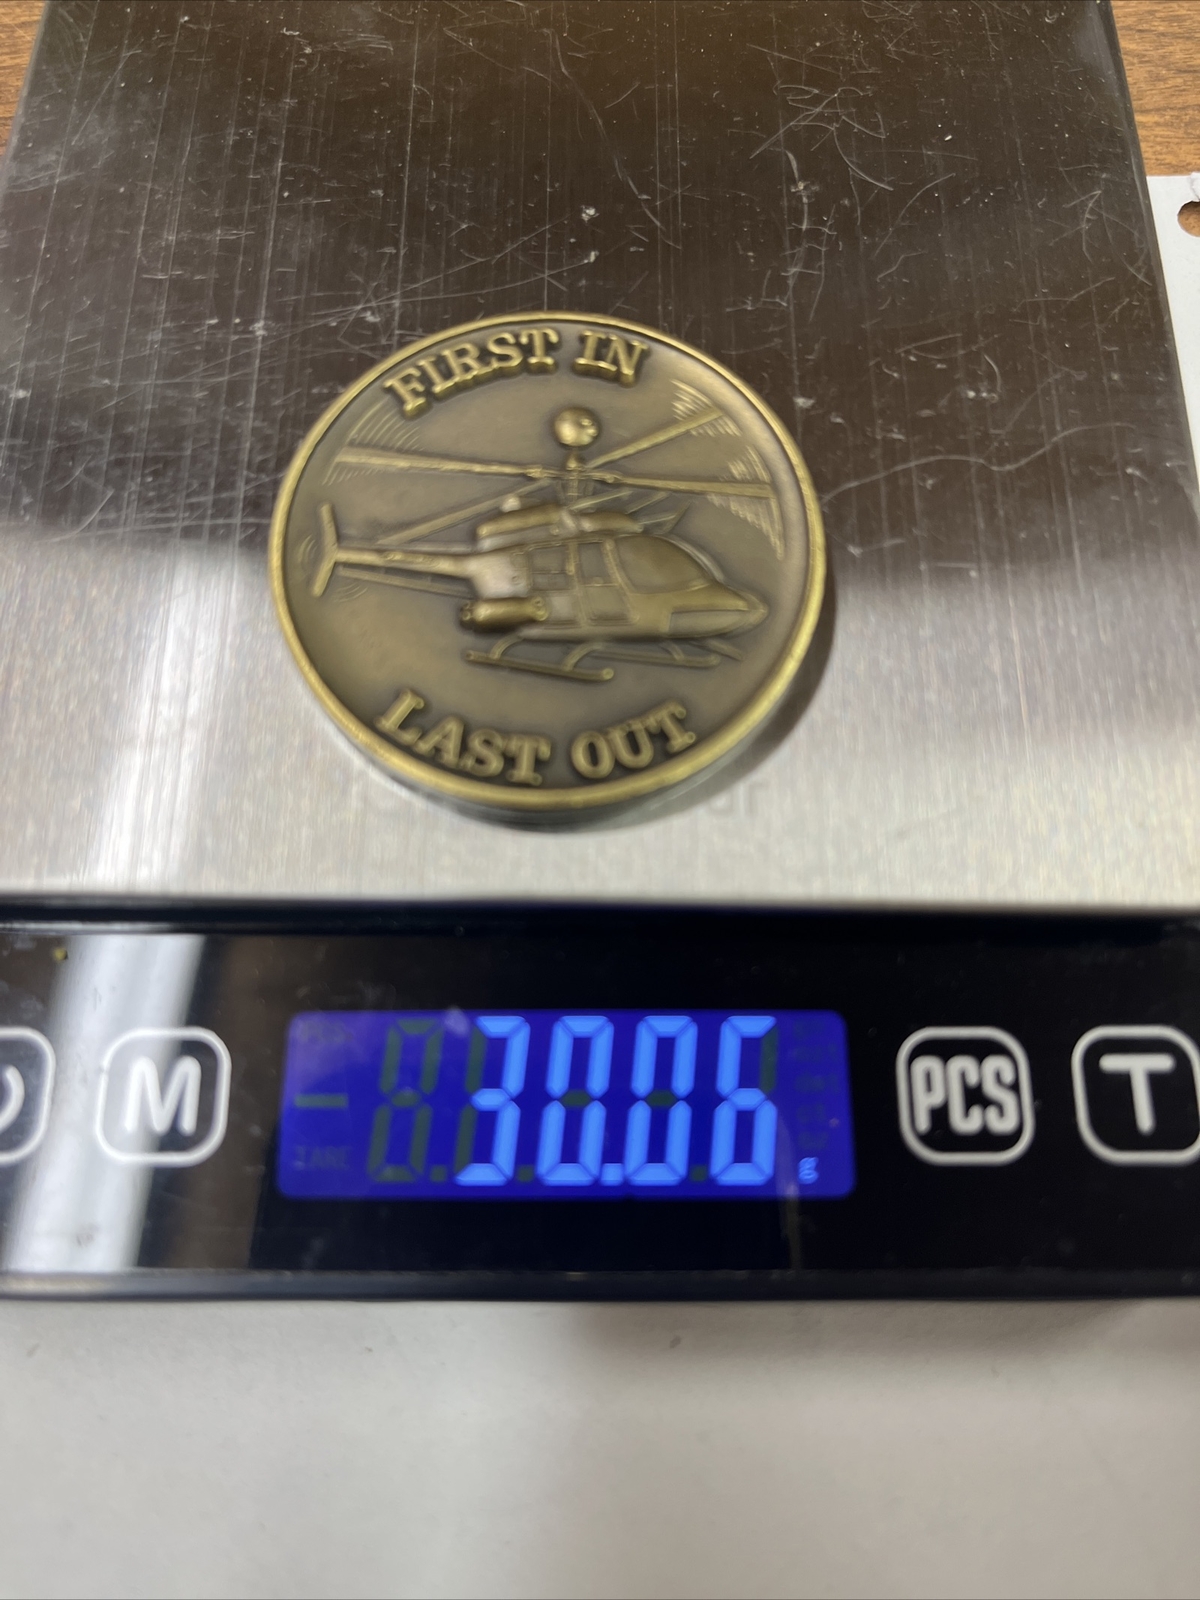 FIRST IN
LAST OUT
M
30.06
g
PCS
T